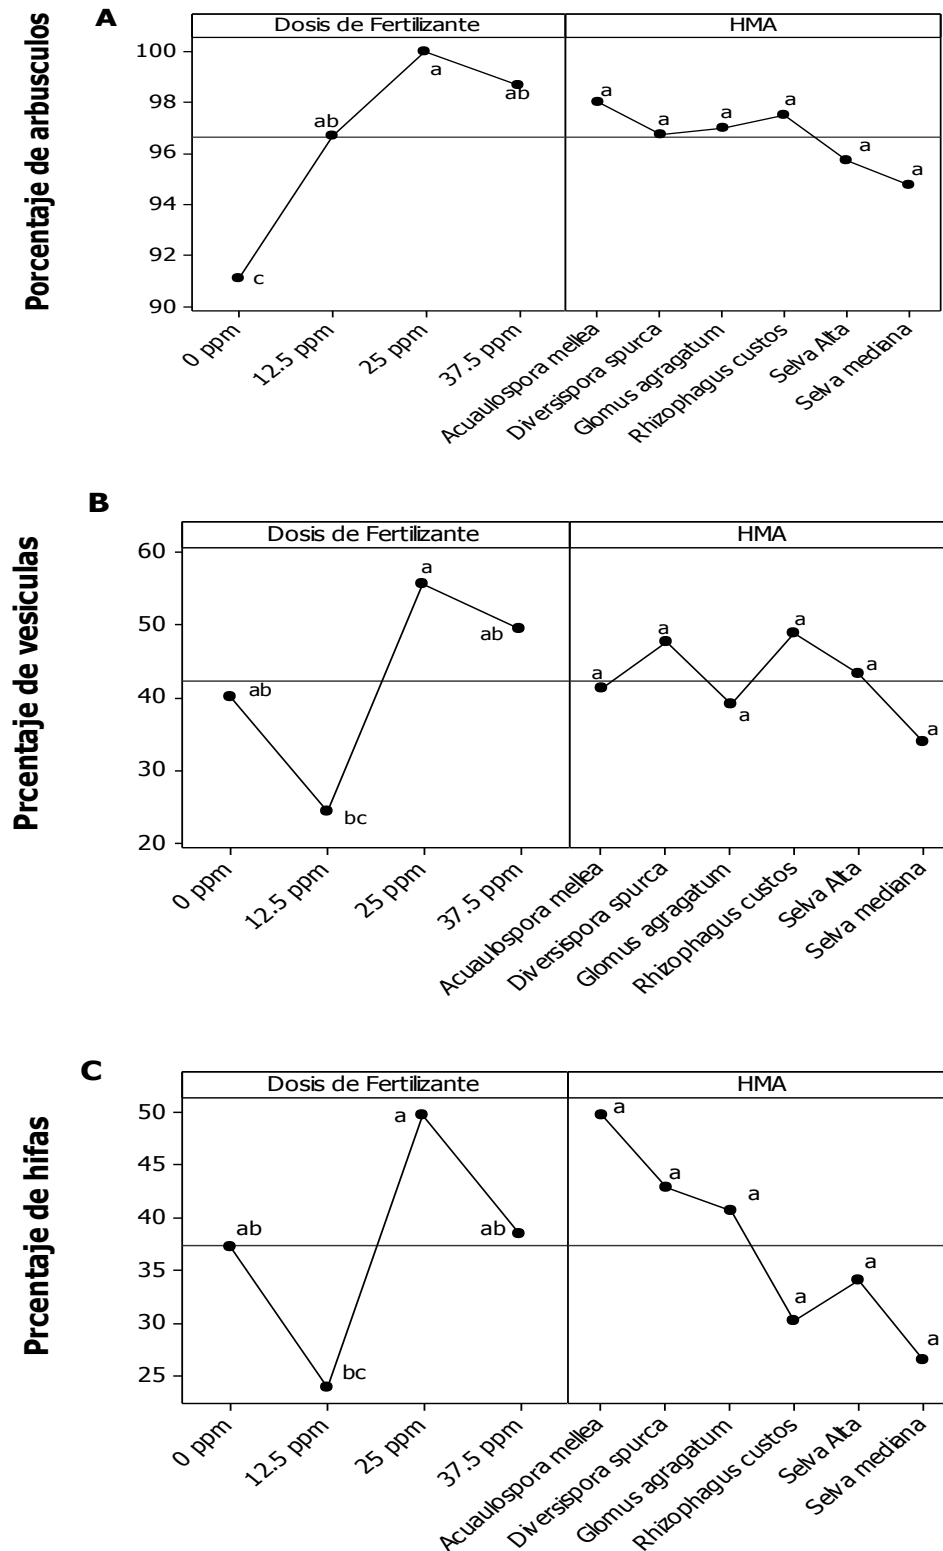 A
Dosis de Fertilizante
HMA
Porcentaje de arbusculos
100
98
96
94
92
90
c
ab
a
ab
a
a
a
a
a
a
0 ppm
12.5 ppm
25 ppm
37.5 ppm
Acuaulospora mellea
Diversispora spurca
Glomus agragatum
Rhizophagus custos
Selva Alta
Selva mediana
B
Dosis de Fertilizante
HMA
Prcentaje de vesiculas
60
50
40
30
20
ab
bc
a
ab
a
a
a
a
a
a
0 ppm
12.5 ppm
25 ppm
37.5 ppm
Acuaulospora mellea
Diversispora spurca
Glomus agragatum
Rhizophagus custos
Selva Alta
Selva mediana
C
Dosis de Fertilizante
HMA
Prcentaje de hifas
50
45
40
35
30
25
ab
bc
a
ab
a
a
a
a
a
a
0 ppm
12.5 ppm
25 ppm
37.5 ppm
Acuaulospora mellea
Diversispora spurca
Glomus agragatum
Rhizophagus custos
Selva Alta
Selva mediana